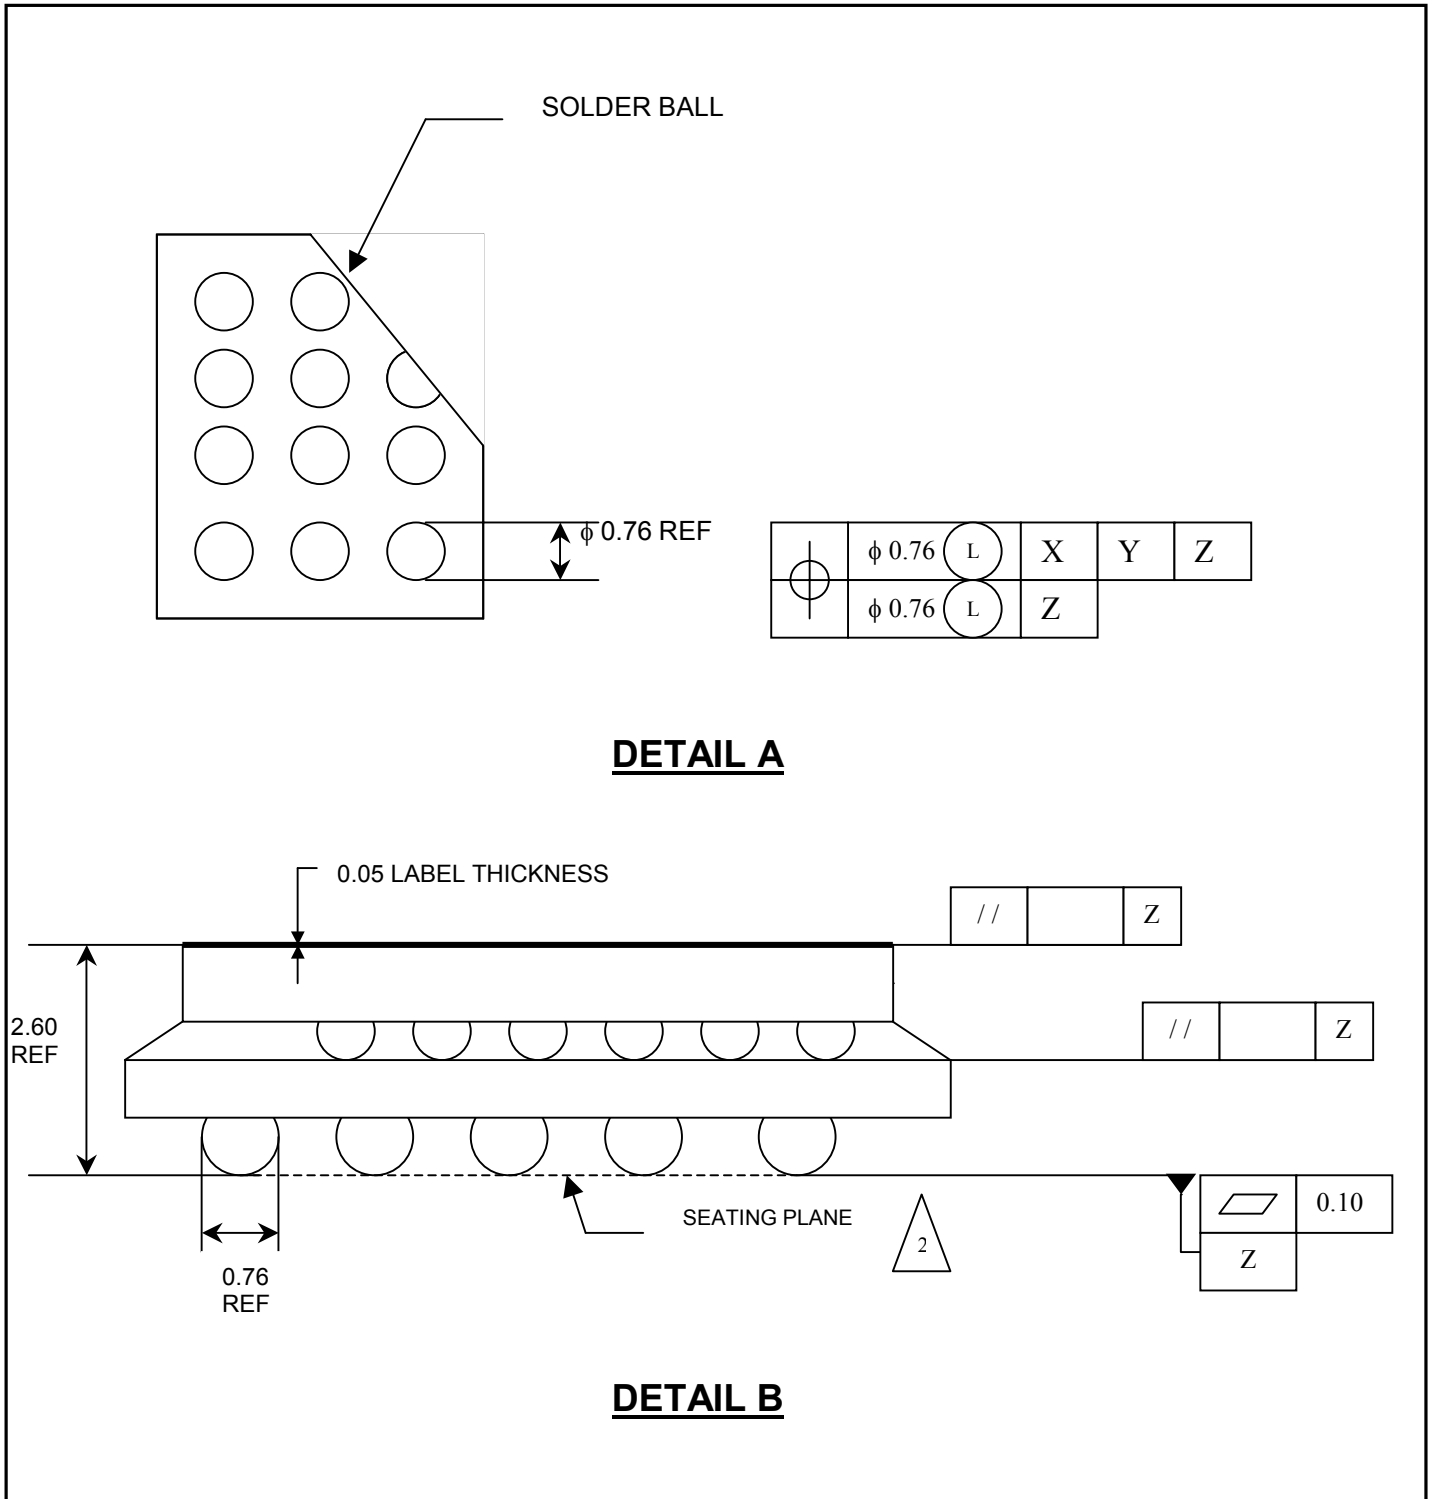 SOLDER BALL
ϕ 0.76 REF
ϕ 0.76 L X Y Z
ϕ 0.76 L Z
DETAIL A
0.05 LABEL THICKNESS
// Z
2.60
REF
// Z
SEATING PLANE
2
0.10
Z
0.76
REF
DETAIL B